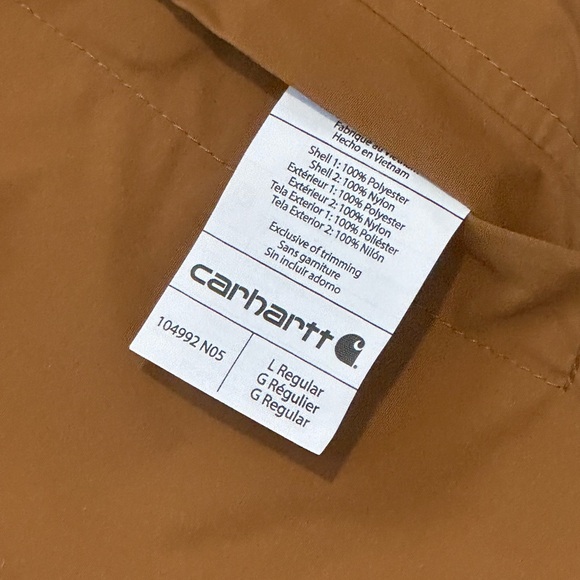 Fabriqué au
Hecho en Vietnam
Shell 1: 100% Polyester
Shell 2: 100% Nylon
Extérieur 1: 100% Polyester
Extérieur 2: 100% Nylon
Tela Exterior 1: 100% Poliéster
Tela Exterior 2: 100% Nilón
Exclusive of trimming
Sans garniture
Sin incluir adorno
carhartt
104992 N05
L Regular
G Régulier
G Regular